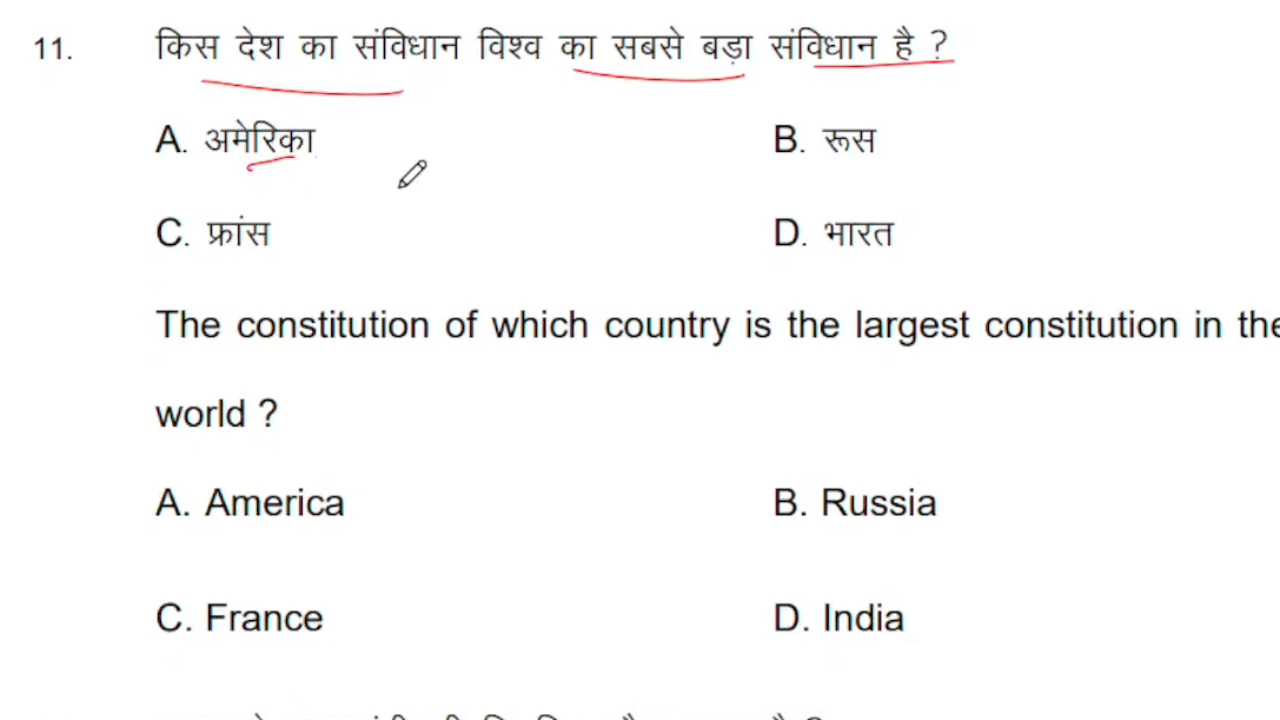 11. किस देश का संविधान विश्व का सबसे बड़ा संविधान है ?
A. अमेरिका B. रूस
C. फ्रांस D. भारत
The constitution of which country is the largest constitution in the
world ?
A. America B. Russia
C. France D. India